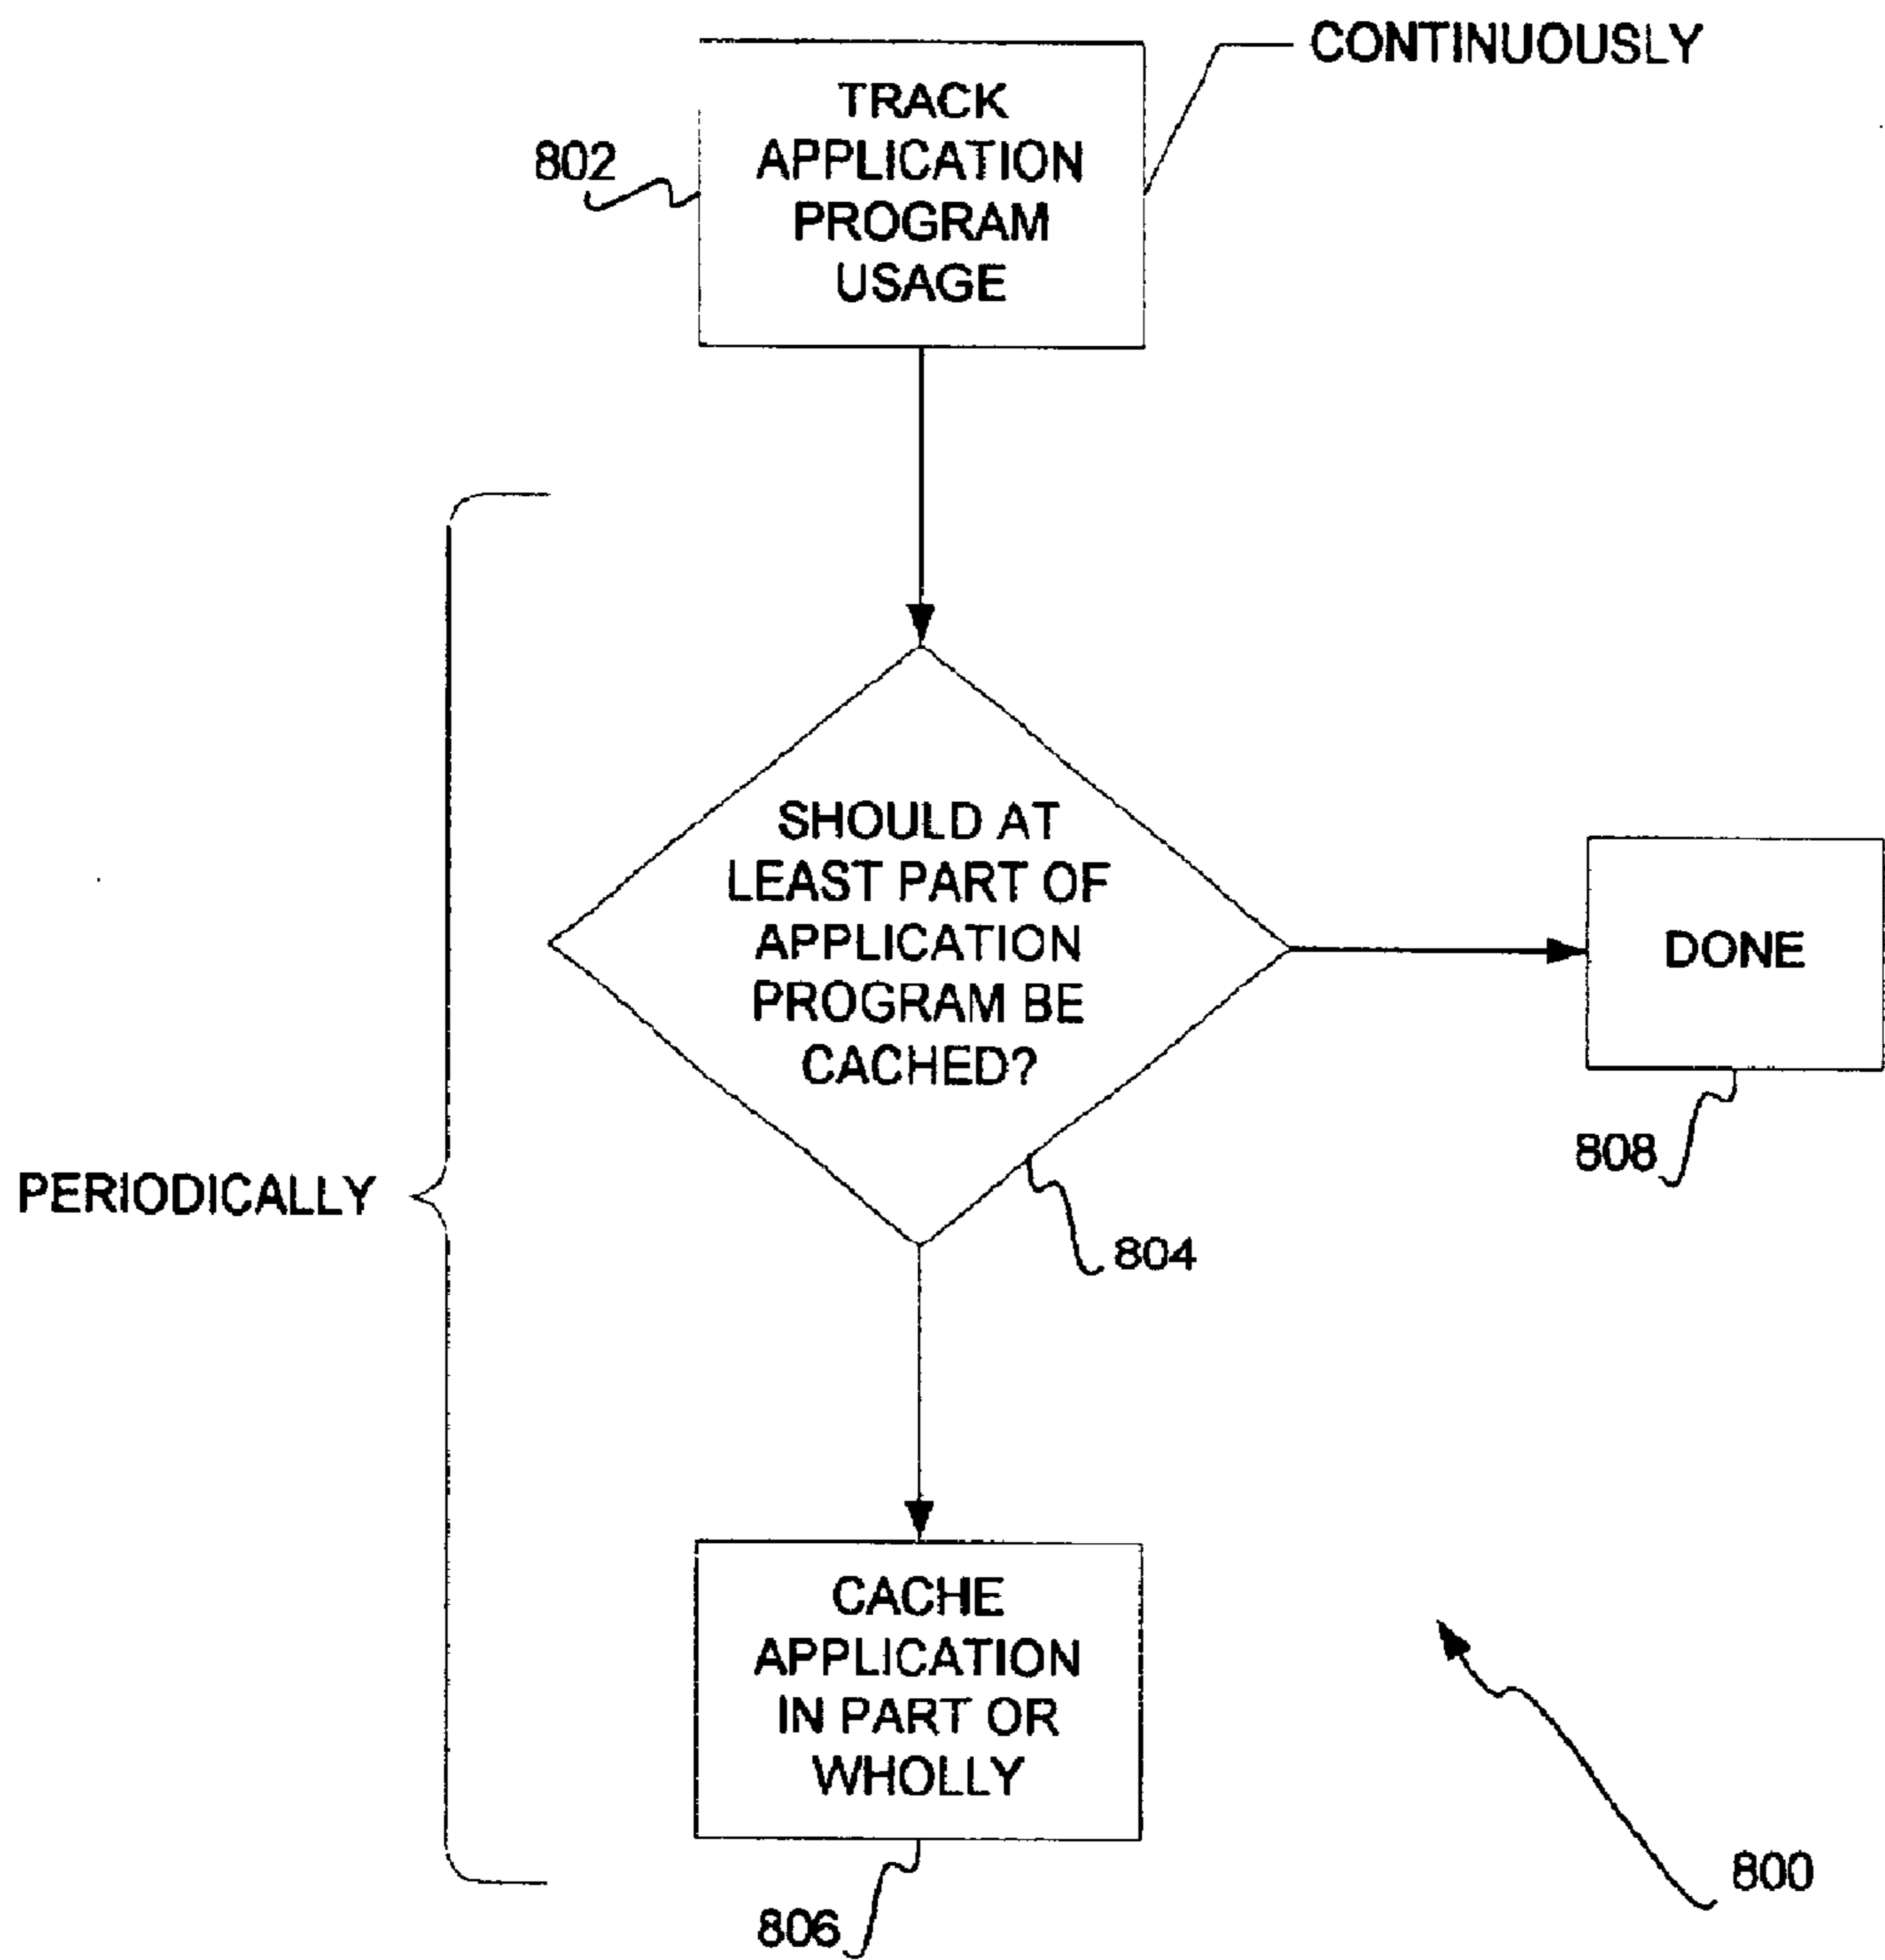 CONTINUOUSLY
TRACK
APPLICATION
PROGRAM
USAGE
802
SHOULD AT
LEAST PART OF
APPLICATION
PROGRAM BE
CACHED?
DONE
808
PERIODICALLY
804
CACHE
APPLICATION
IN PART OR
WHOLLY
800
806